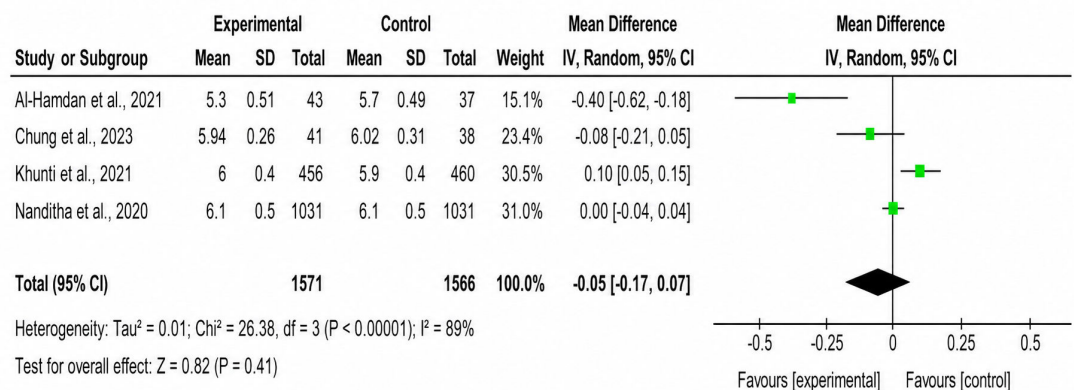 Experimental Control Mean Difference Mean Difference
Study or Subgroup Mean SD Total Mean SD Total Weight IV, Random, 95% CI IV, Random, 95% CI
Al-Hamdan et al., 2021 5.3 0.51 43 5.7 0.49 37 15.1% -0.40 [-0.62, -0.18]
Chung et al., 2023 5.94 0.26 41 6.02 0.31 38 23.4% -0.08 [-0.21, 0.05]
Khunti et al., 2021 6 0.4 456 5.9 0.4 460 30.5% 0.10 [0.05, 0.15]
Nanditha et al., 2020 6.1 0.5 1031 6.1 0.5 1031 31.0% 0.00 [-0.04, 0.04]
Total (95% CI) 1571 1566 100.0% -0.05 [-0.17, 0.07]
Heterogeneity: Tau² = 0.01; Chi² = 26.38, df = 3 (P < 0.00001); I² = 89%
Test for overall effect: Z = 0.82 (P = 0.41)
-0.5 -0.25 0 0.25 0.5
Favours [experimental] Favours [control]